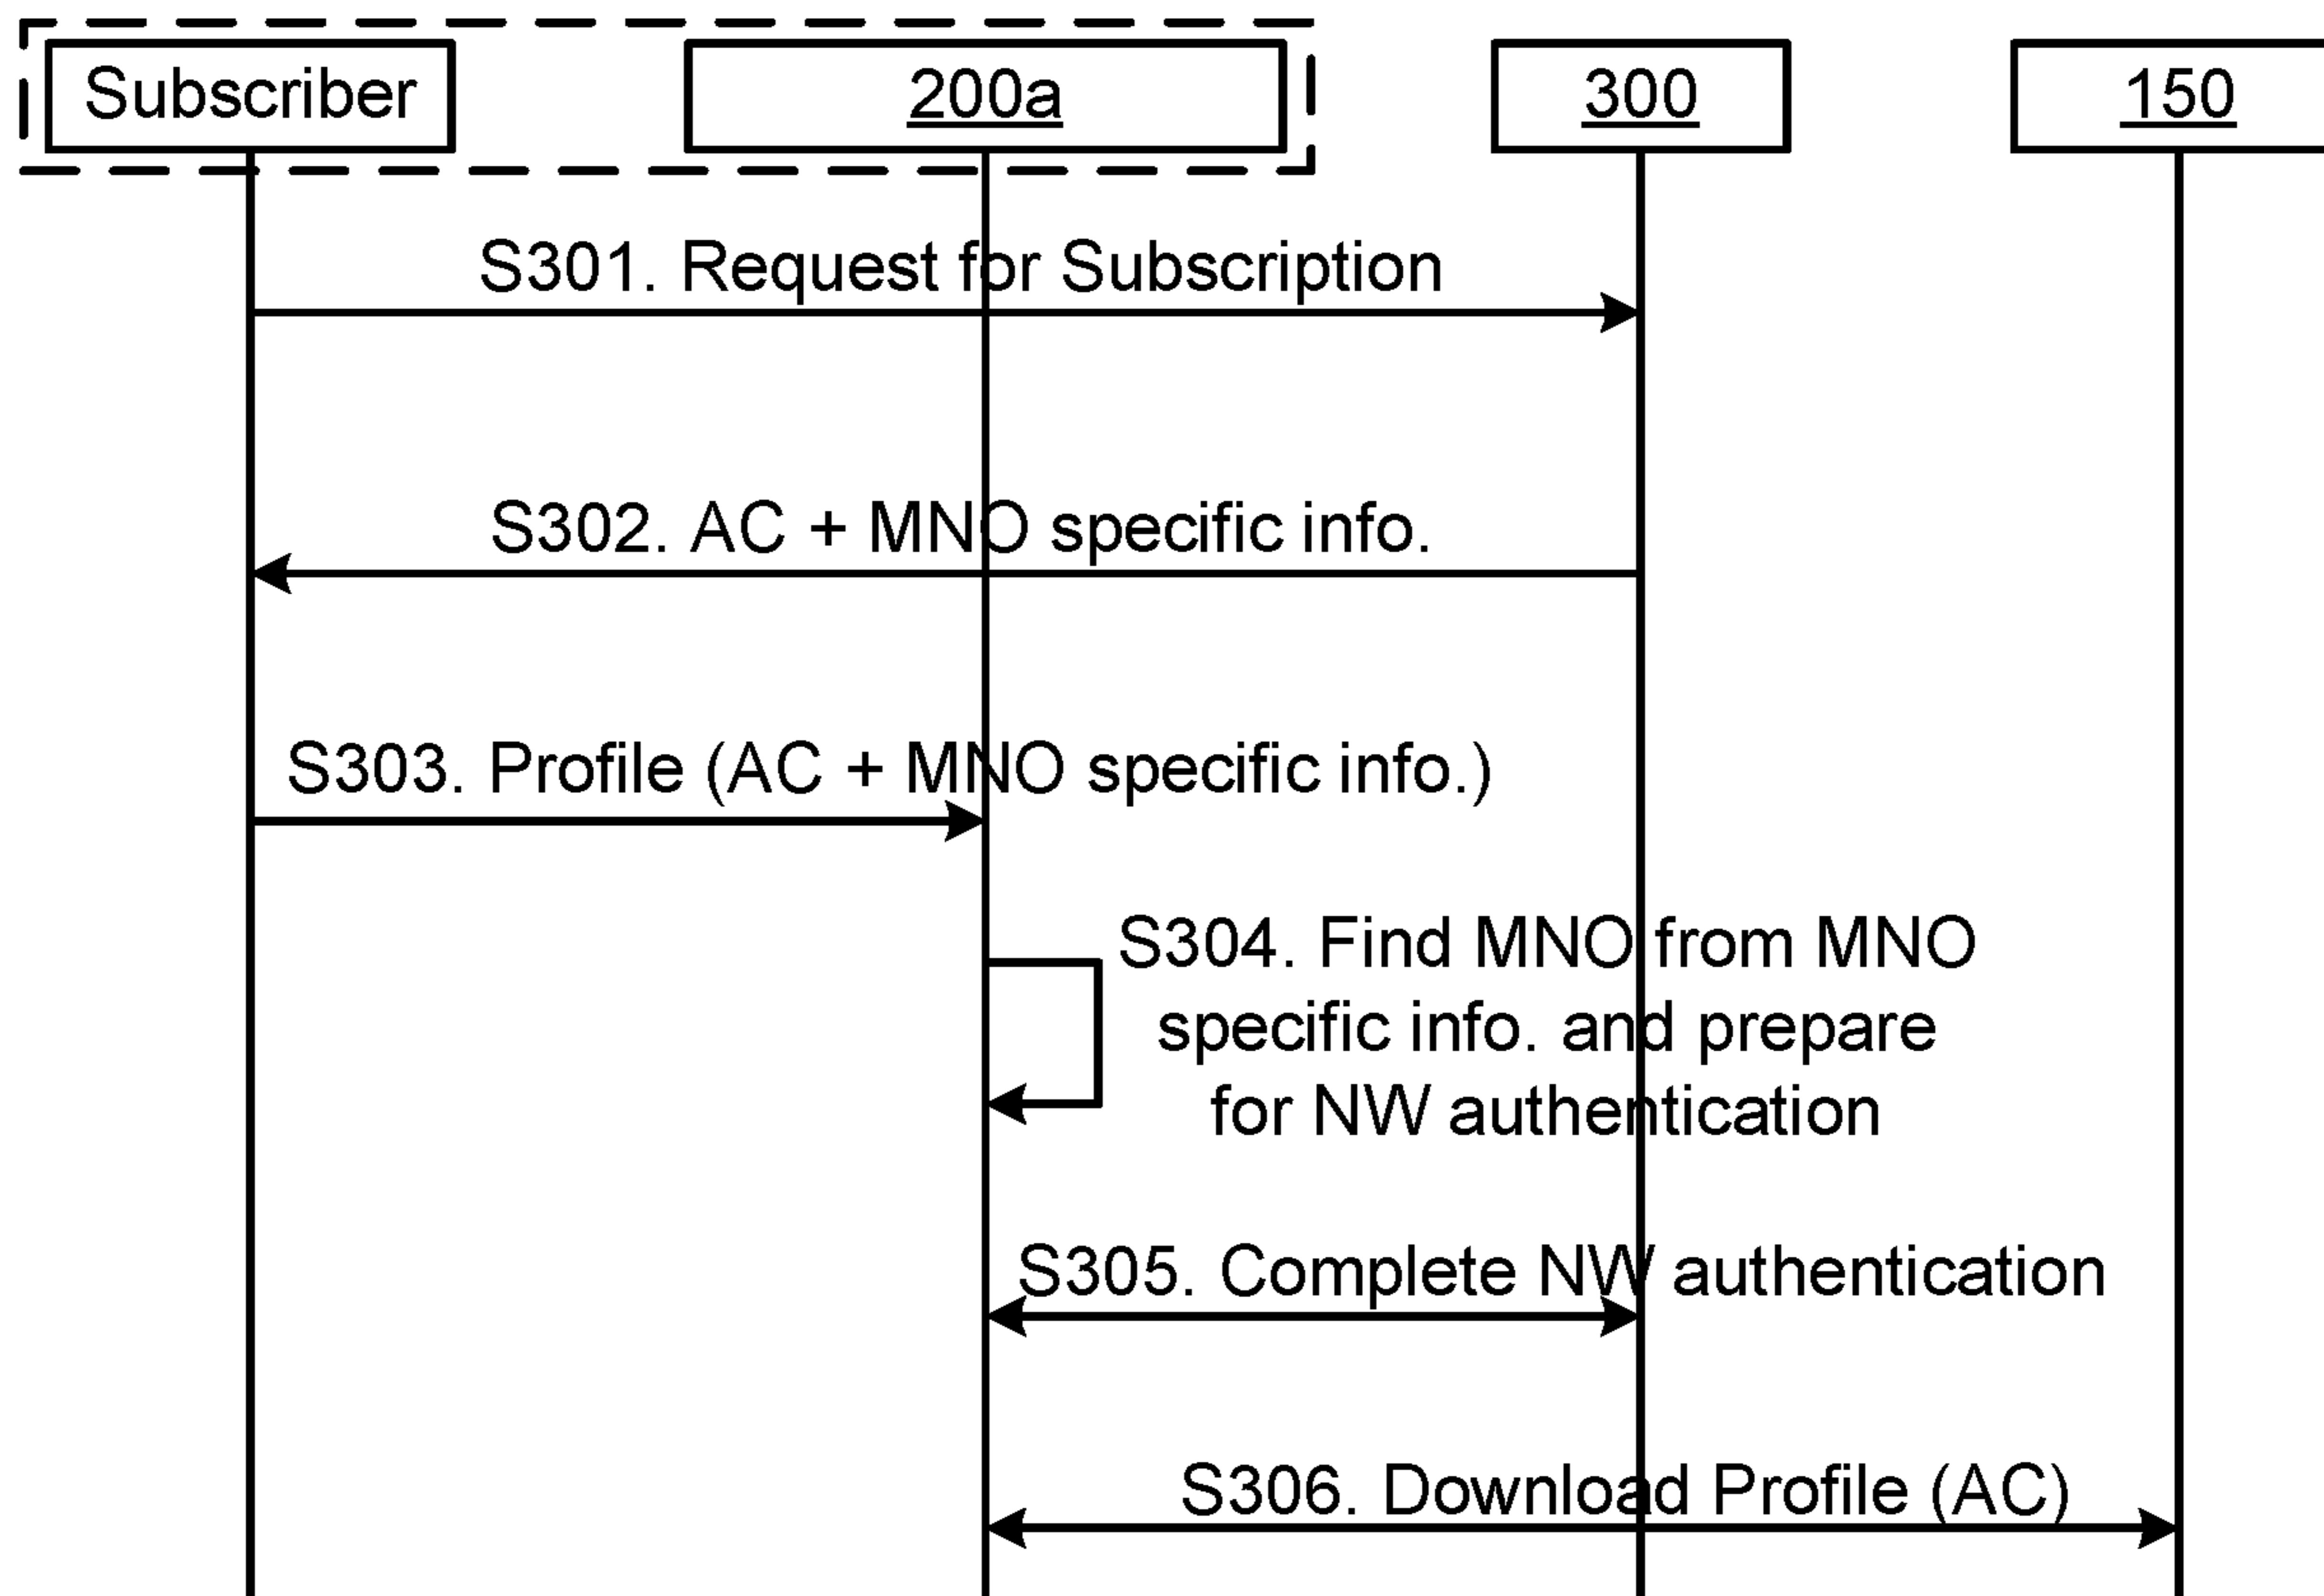 Subscriber
200a
300
150
S301. Request for Subscription
S302. AC + MNO specific info.
S303. Profile (AC + MNO specific info.)
S304. Find MNO from MNO
specific info. and prepare
for NW authentication
S305. Complete NW authentication
S306. Download Profile (AC)